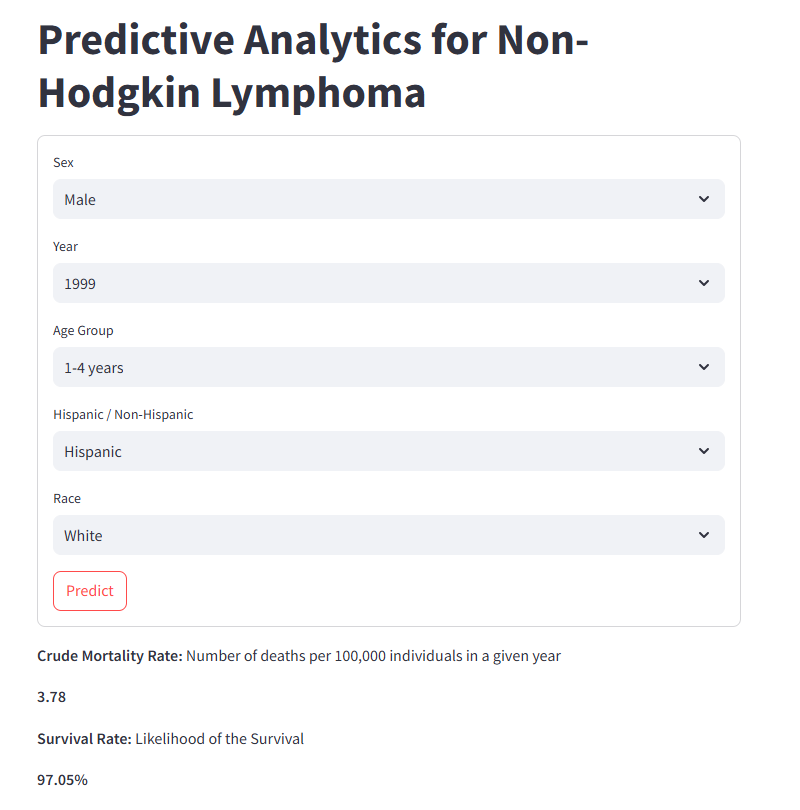 Predictive Analytics for Non-
Hodgkin Lymphoma
Sex
Male
Year
1999
Age Group
1-4 years
Hispanic / Non-Hispanic
Hispanic
Race
White
Predict
Crude Mortality Rate: Number of deaths per 100,000 individuals in a given year
3.78
Survival Rate: Likelihood of the Survival
97.05%